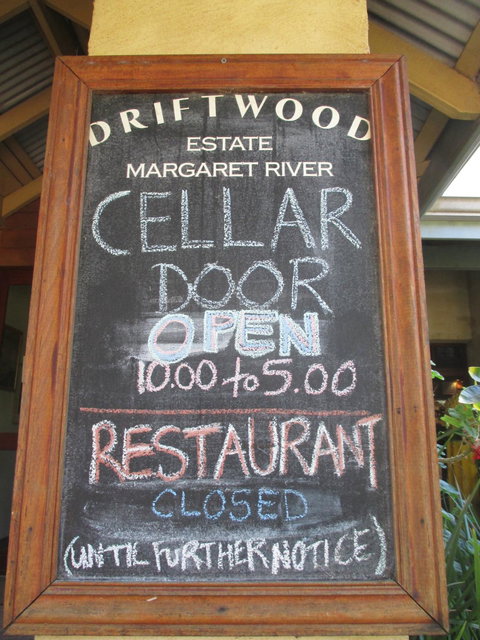 DRIFTWOOD
ESTATE
MARGARET RIVER
CELLAR
DOOR
OPEN
10.00 to 5.00
RESTAURANT
CLOSED
(UNTIL FURTHER NOTICE)